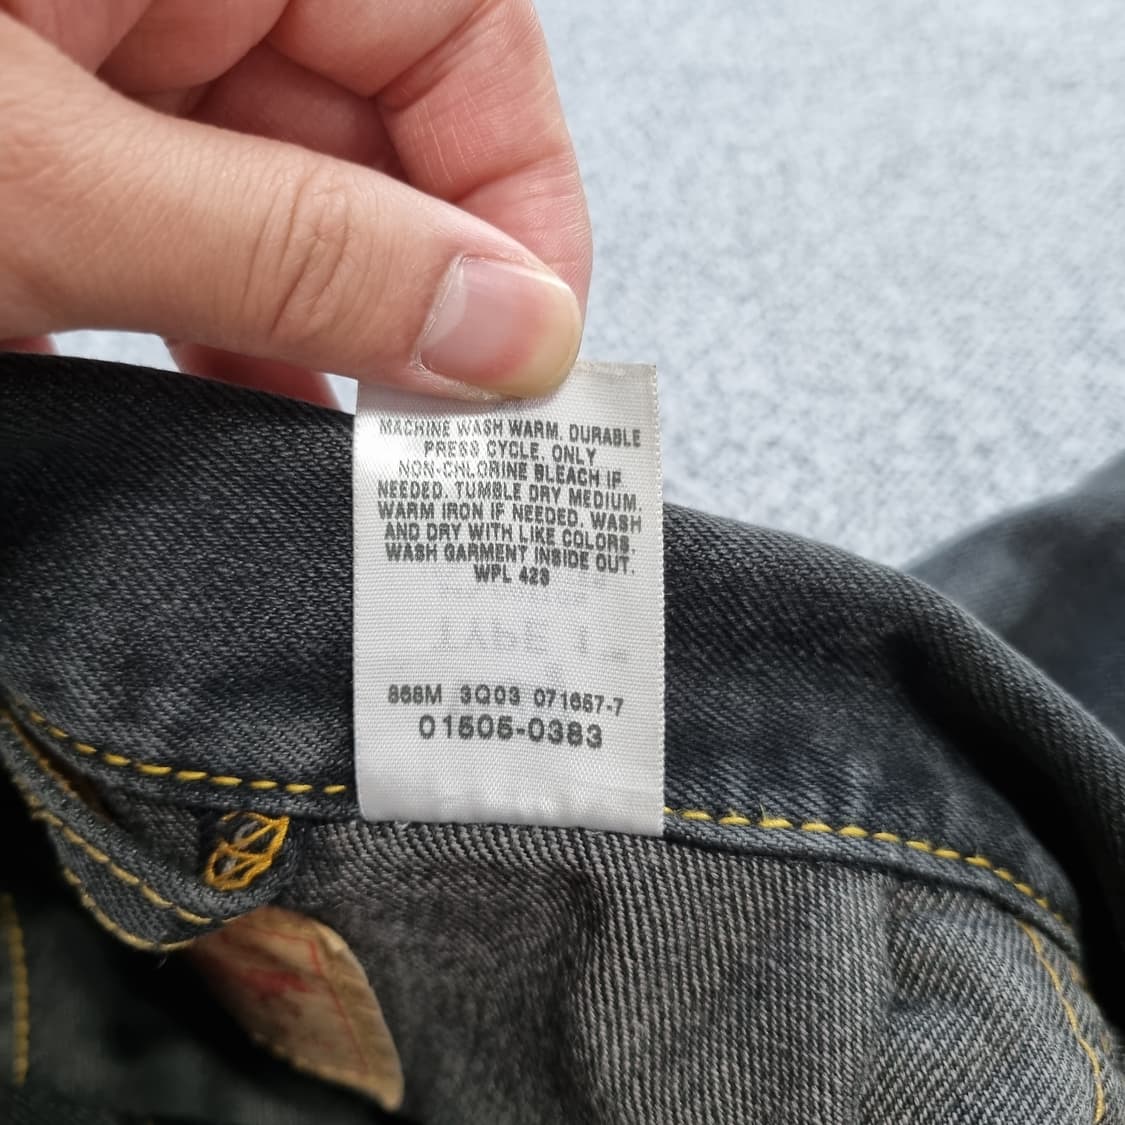 MACHINE WASH WARM. DURABLE
PRESS CYCLE. ONLY
NON-CHLORINE BLEACH IF
NEEDED. TUMBLE DRY MEDIUM.
WARM IRON IF NEEDED. WASH
AND DRY WITH LIKE COLORS.
WASH GARMENT INSIDE OUT.
WPL 423
868M 3Q03 071657-7
01505-0383